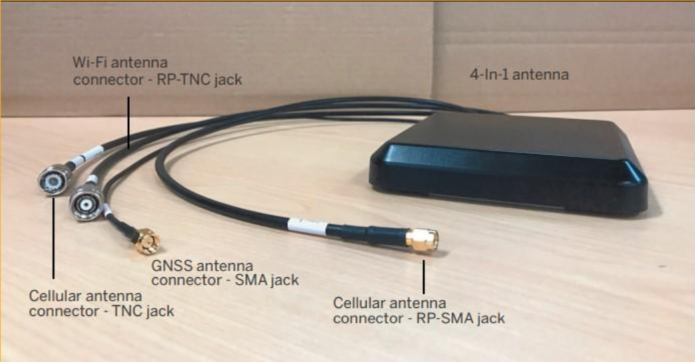 Wi-Fi antenna
connector - RP-TNC jack
4-In-1 antenna
GNSS antenna
connector - SMA jack
Cellular antenna
connector - TNC jack
Cellular antenna
connector - RP-SMA jack